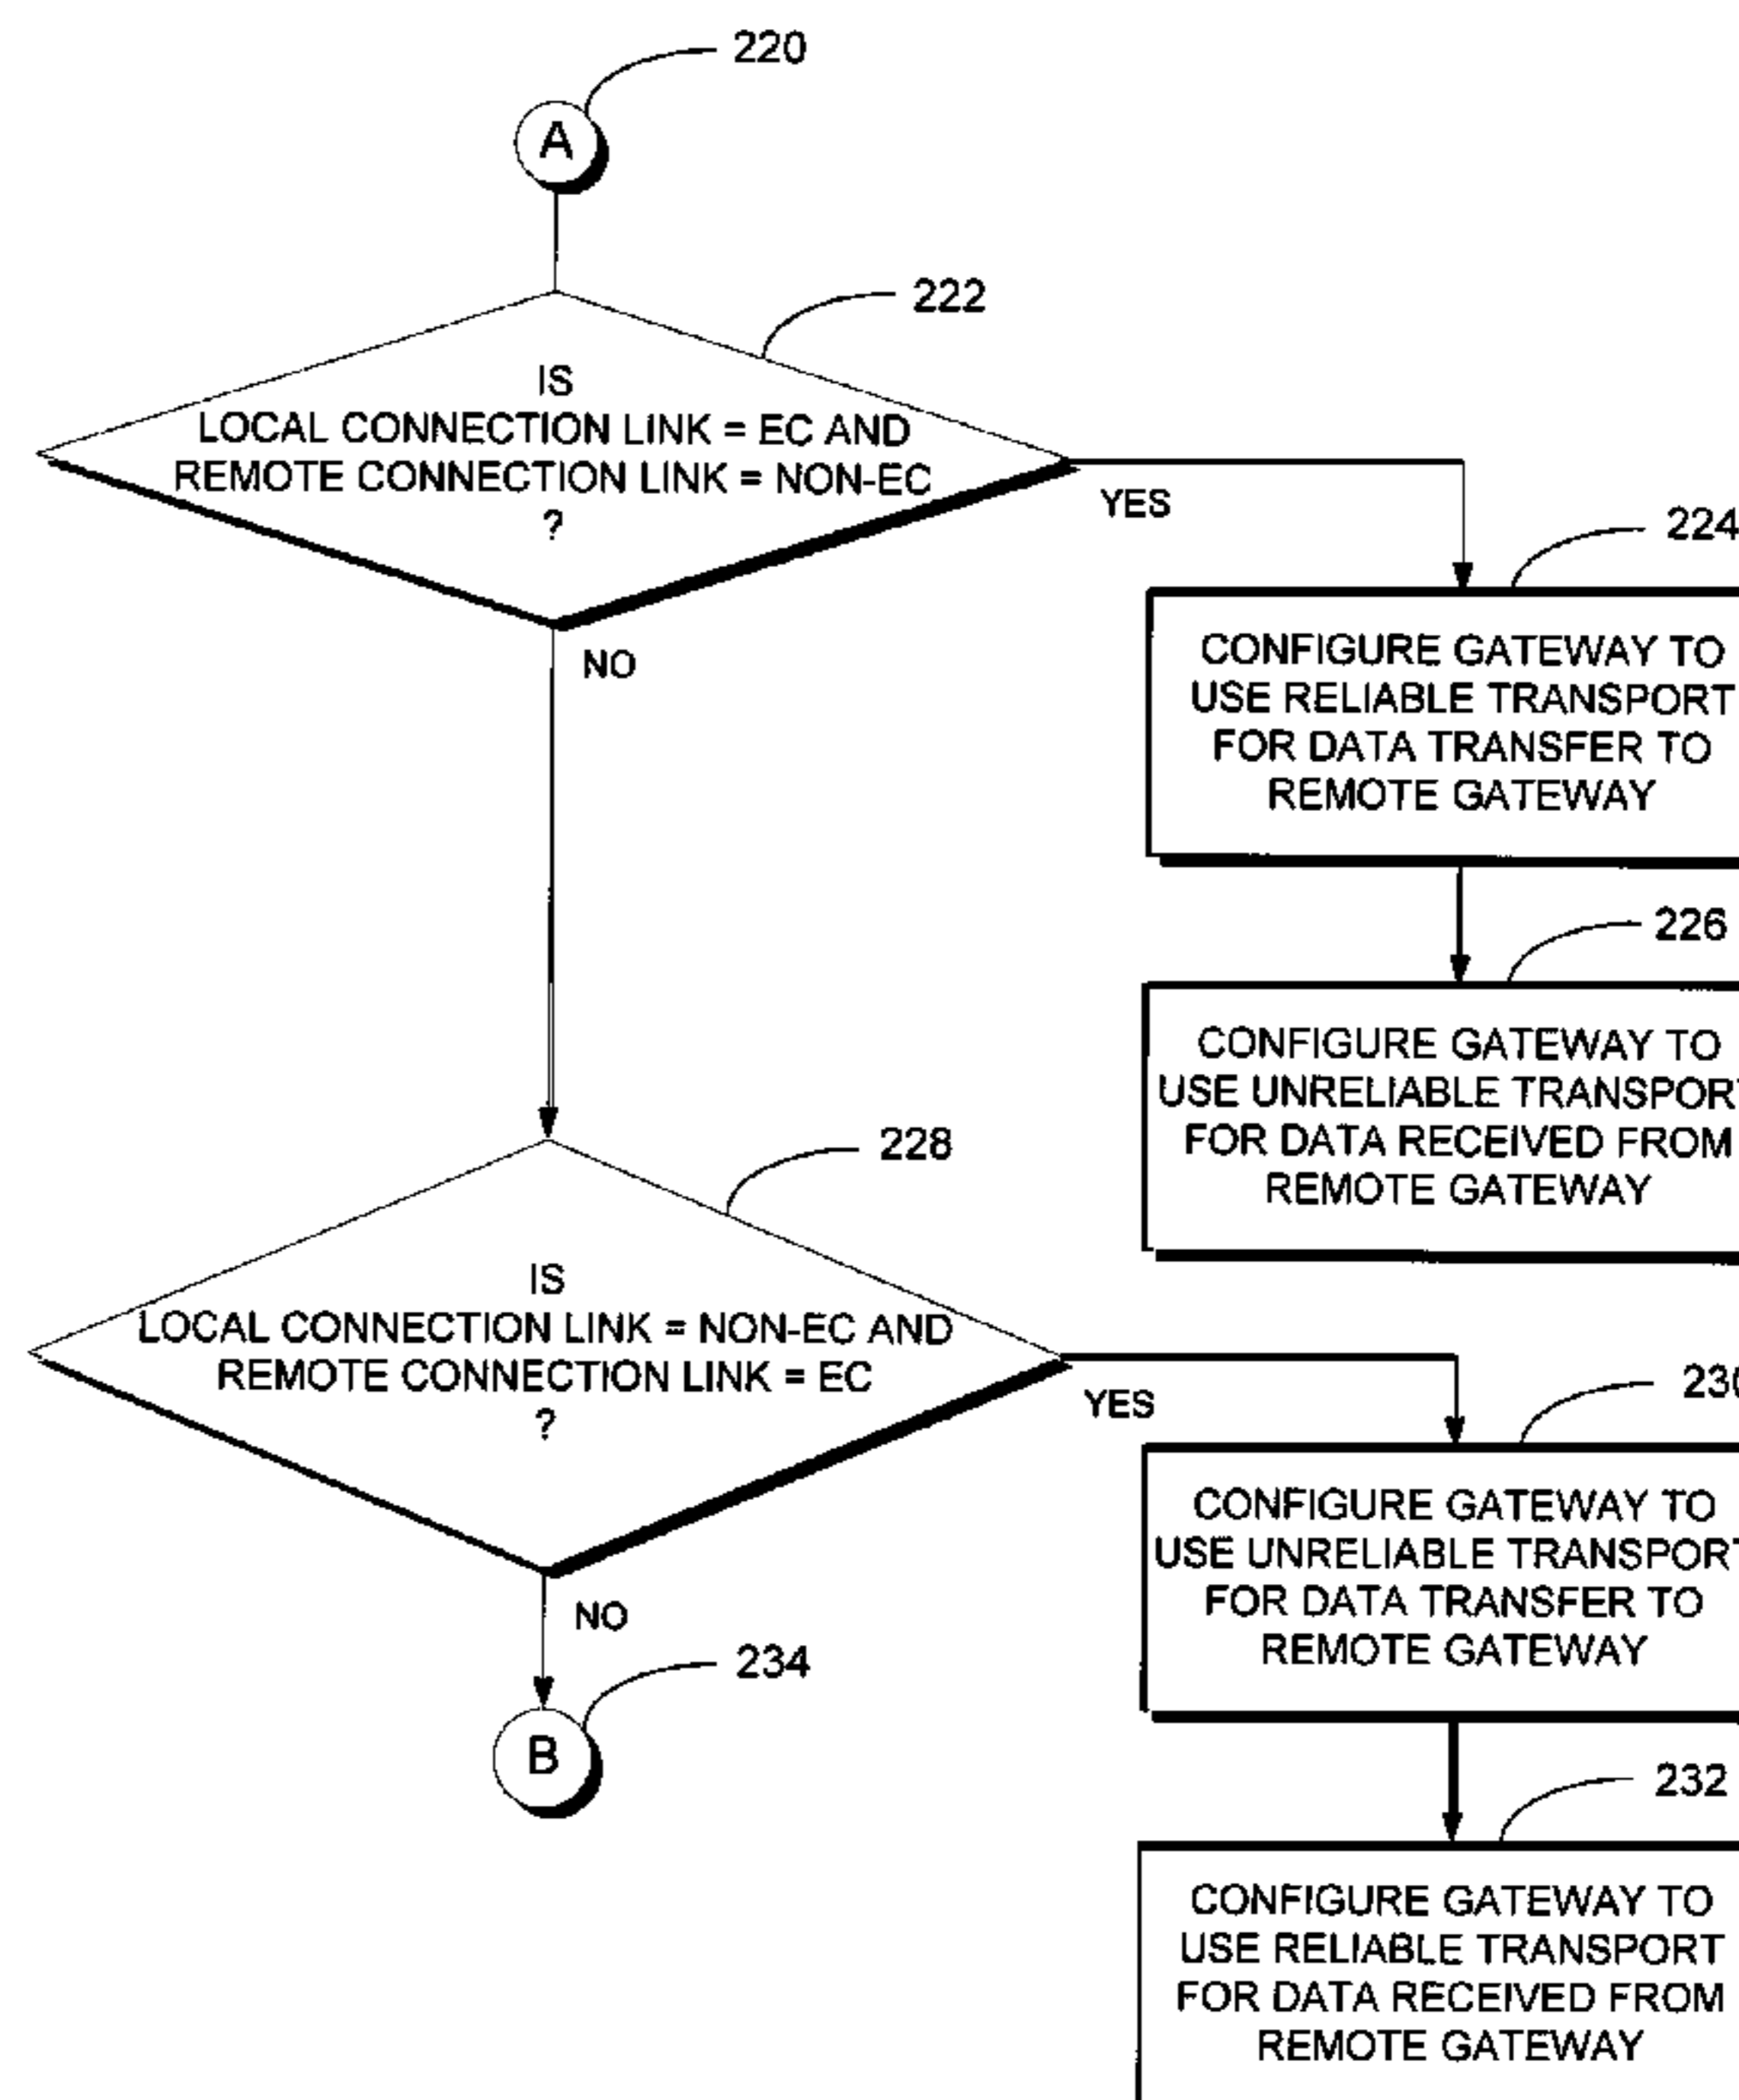 220
A
222
IS
LOCAL CONNECTION LINK = EC AND
REMOTE CONNECTION LINK = NON-EC
?
YES
NO
224
CONFIGURE GATEWAY TO
USE RELIABLE TRANSPORT
FOR DATA TRANSFER TO
REMOTE GATEWAY
226
CONFIGURE GATEWAY TO
USE UNRELIABLE TRANSPORT
FOR DATA RECEIVED FROM
REMOTE GATEWAY
228
IS
LOCAL CONNECTION LINK = NON-EC AND
REMOTE CONNECTION LINK = EC
?
YES
NO
230
CONFIGURE GATEWAY TO
USE UNRELIABLE TRANSPORT
FOR DATA TRANSFER TO
REMOTE GATEWAY
234
B
232
CONFIGURE GATEWAY TO
USE RELIABLE TRANSPORT
FOR DATA RECEIVED FROM
REMOTE GATEWAY